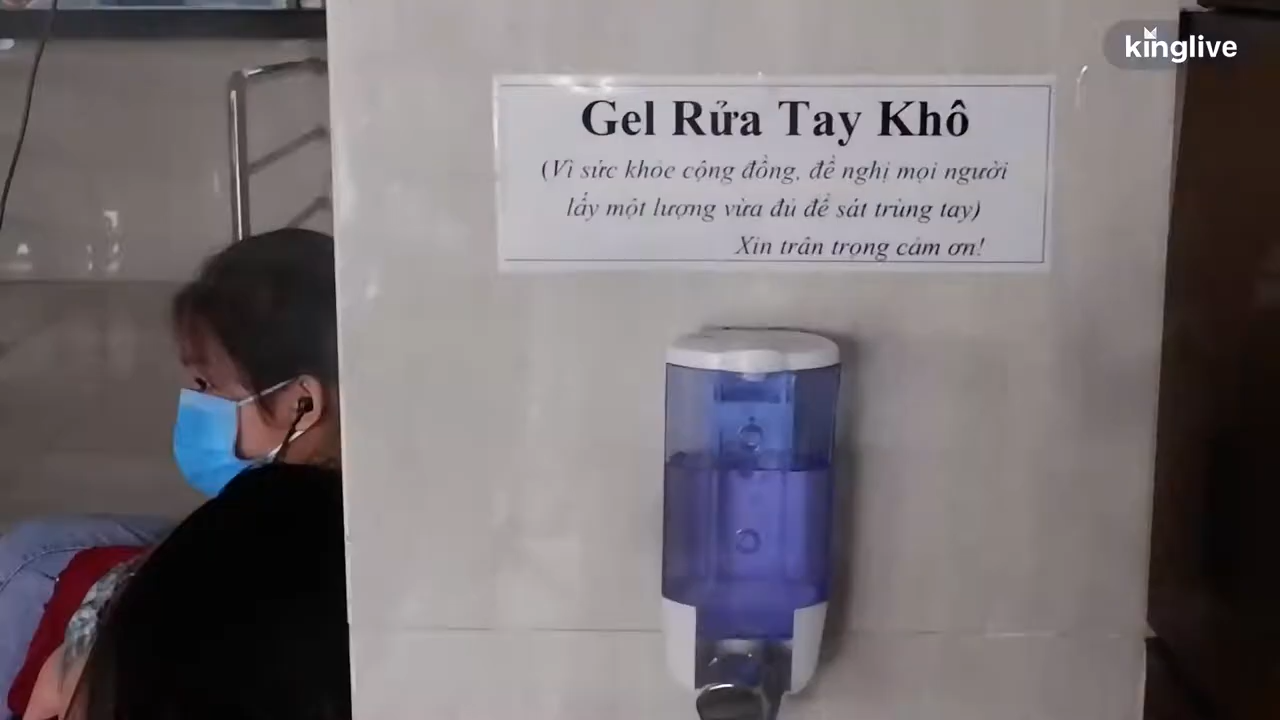 kinglive
Gel Rửa Tay Khô
(Vì sức khỏe cộng đồng, đề nghị mọi người
lấy một lượng vừa đủ để sát trùng tay)
Xin trân trọng cảm ơn!